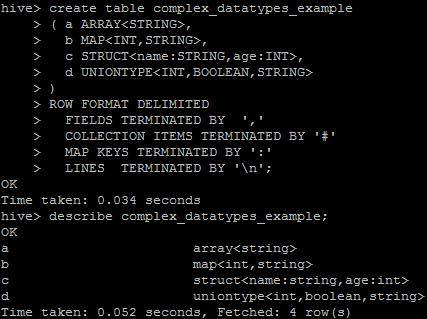 hive> create table complex_datatypes_example
    > ( a ARRAY<STRING>,
    >   b MAP<INT,STRING>,
    >   c STRUCT<name:STRING,age:INT>,
    >   d UNIONTYPE<INT,BOOLEAN,STRING>
    > )
    > ROW FORMAT DELIMITED
    >   FIELDS TERMINATED BY  ','
    >   COLLECTION ITEMS TERMINATED BY '#'
    >   MAP KEYS TERMINATED BY ':'
    >   LINES  TERMINATED BY '\n';
OK
Time taken: 0.034 seconds
hive> describe complex_datatypes_example;
OK
a                       array<string>
b                       map<int,string>
c                       struct<name:string,age:int>
d                       uniontype<int,boolean,string>
Time taken: 0.052 seconds, Fetched: 4 row(s)